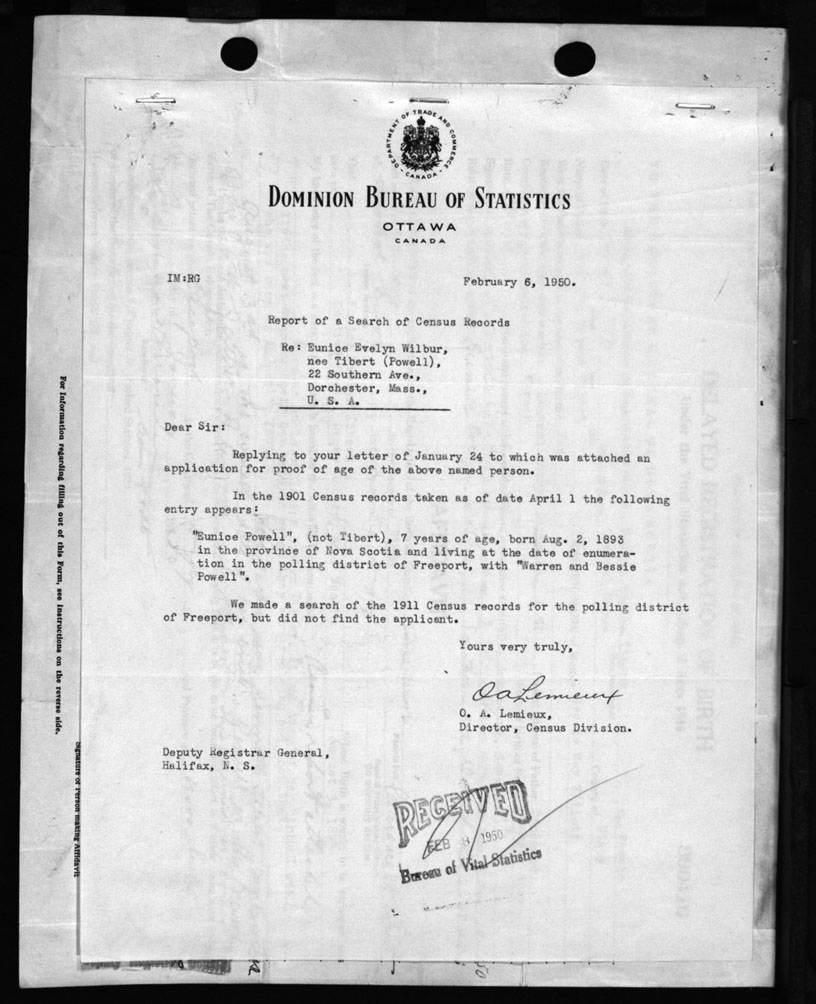 DEPARTMENT OF TRADE AND COMMERCE
CANADA
DOMINION BUREAU OF STATISTICS
OTTAWA
CANADA
IM:RG
February 6, 1950.
Report of a Search of Census Records
Re: Eunice Evelyn Wilbur,
nee Tibert (Powell),
22 Southern Ave.,
Dorchester, Mass.,
U. S. A.
Dear Sir:
Replying to your letter of January 24 to which was attached an
application for proof of age of the above named person.
In the 1901 Census records taken as of date April 1 the following
entry appears:
"Eunice Powell", (not Tibert), 7 years of age, born Aug. 2, 1893
in the province of Nova Scotia and living at the date of enumera-
tion in the polling district of Freeport, with "Warren and Bessie
Powell".
We made a search of the 1911 Census records for the polling district
of Freeport, but did not find the applicant.
Yours very truly,
O A Lemieux
O. A. Lemieux,
Director, Census Division.
Deputy Registrar General,
Halifax, N. S.
RECEIVED
FEB 8 1950
Bureau of Vital Statistics
For Information regarding filling out of this Form, see Instructions on the reverse side.
Signature of Person making Affidavit